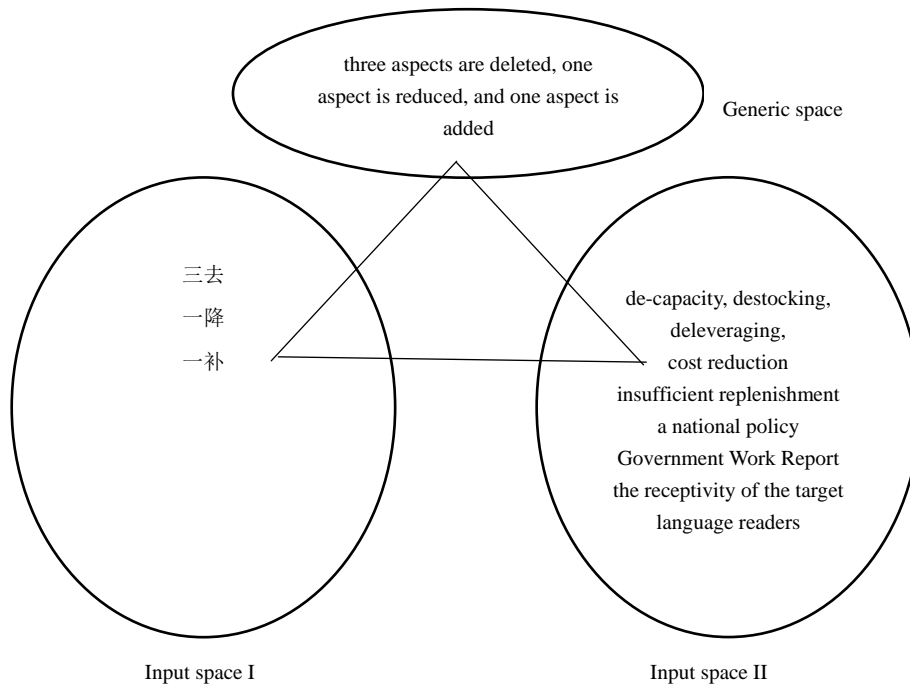 three aspects are deleted, one
aspect is reduced, and one aspect is
added
Generic space
三去
一降
一补
de-capacity, destocking,
deleveraging,
cost reduction
insufficient replenishment
a national policy
Government Work Report
the receptivity of the target
language readers
Input space I
Input space II